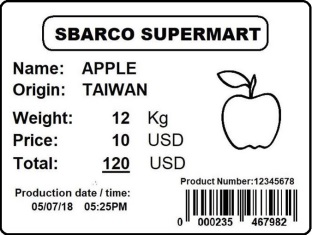 SBARCO SUPERMART
Name: APPLE
Origin: TAIWAN
Weight: 12 Kg
Price: 10 USD
Total: 120 USD
Production date / time:
05/07/18 05:25PM
Product Number:12345678
0 000235 467982